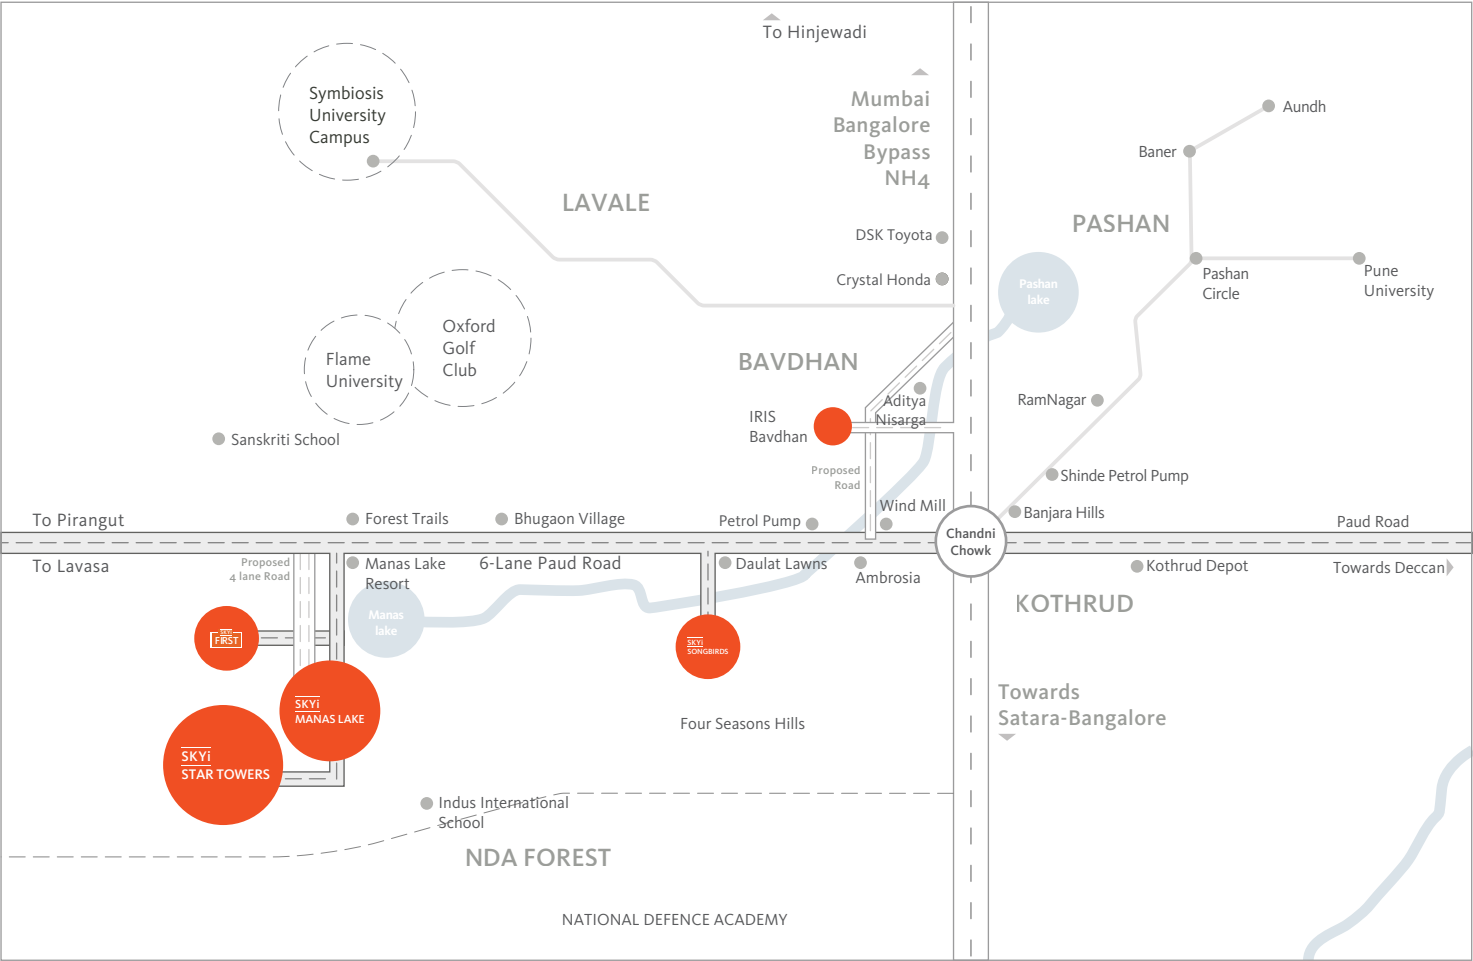 To Hinjewadi
Symbiosis
University
Campus
Mumbai
Bangalore
Bypass
NH4
Aundh
Baner
LAVALE
PASHAN
DSK Toyota
Crystal Honda
Pashan
lake
Pashan
Circle
Pune
University
Oxford
Golf
Club
Flame
University
BAVDHAN
Aditya
Nisarga
RamNagar
IRIS
Bavdhan
Sanskriti School
Proposed
Road
Shinde Petrol Pump
Wind Mill
Banjara Hills
To Pirangut
Forest Trails
Bhugaon Village
Petrol Pump
Paud Road
Chandni
Chowk
To Lavasa
Proposed
4 lane Road
Manas Lake
Resort
6-Lane Paud Road
Daulat Lawns
Ambrosia
Kothrud Depot
Towards Deccan
KOTHRUD
Manas
lake
SKYi
FIRST
SKYi
SONGBIRDS
SKYi
MANAS LAKE
Four Seasons Hills
Towards
Satara-Bangalore
SKYi
STAR TOWERS
Indus International
School
NDA FOREST
NATIONAL DEFENCE ACADEMY